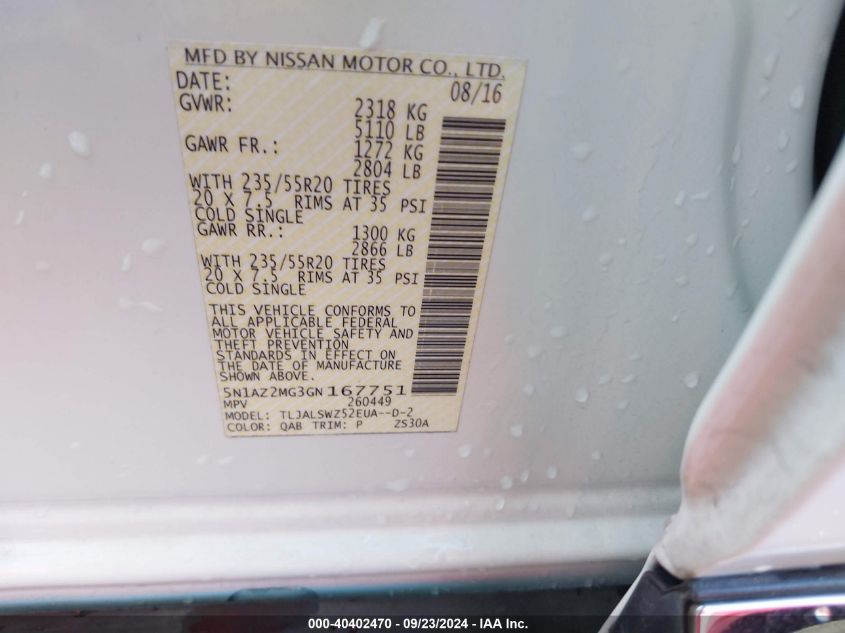 MFD BY NISSAN MOTOR CO., LTD.
DATE: 08/16
GVWR: 2318 KG
5110 LB
GAWR FR.: 1272 KG
2804 LB
WITH 235/55R20 TIRES
20 X 7.5 RIMS AT 35 PSI
COLD SINGLE
GAWR RR.: 1300 KG
2866 LB
WITH 235/55R20 TIRES
20 X 7.5 RIMS AT 35 PSI
COLD SINGLE
THIS VEHICLE CONFORMS TO
ALL APPLICABLE FEDERAL
MOTOR VEHICLE SAFETY AND
THEFT PREVENTION
STANDARDS IN EFFECT ON
THE DATE OF MANUFACTURE
SHOWN ABOVE.
5N1AZ2MG3GN167751
MPV 260449
MODEL: TLJALSWZ52EUA--D-2
COLOR: QAB TRIM: P ZS30A
000-40402470 - 09/23/2024 - IAA Inc.